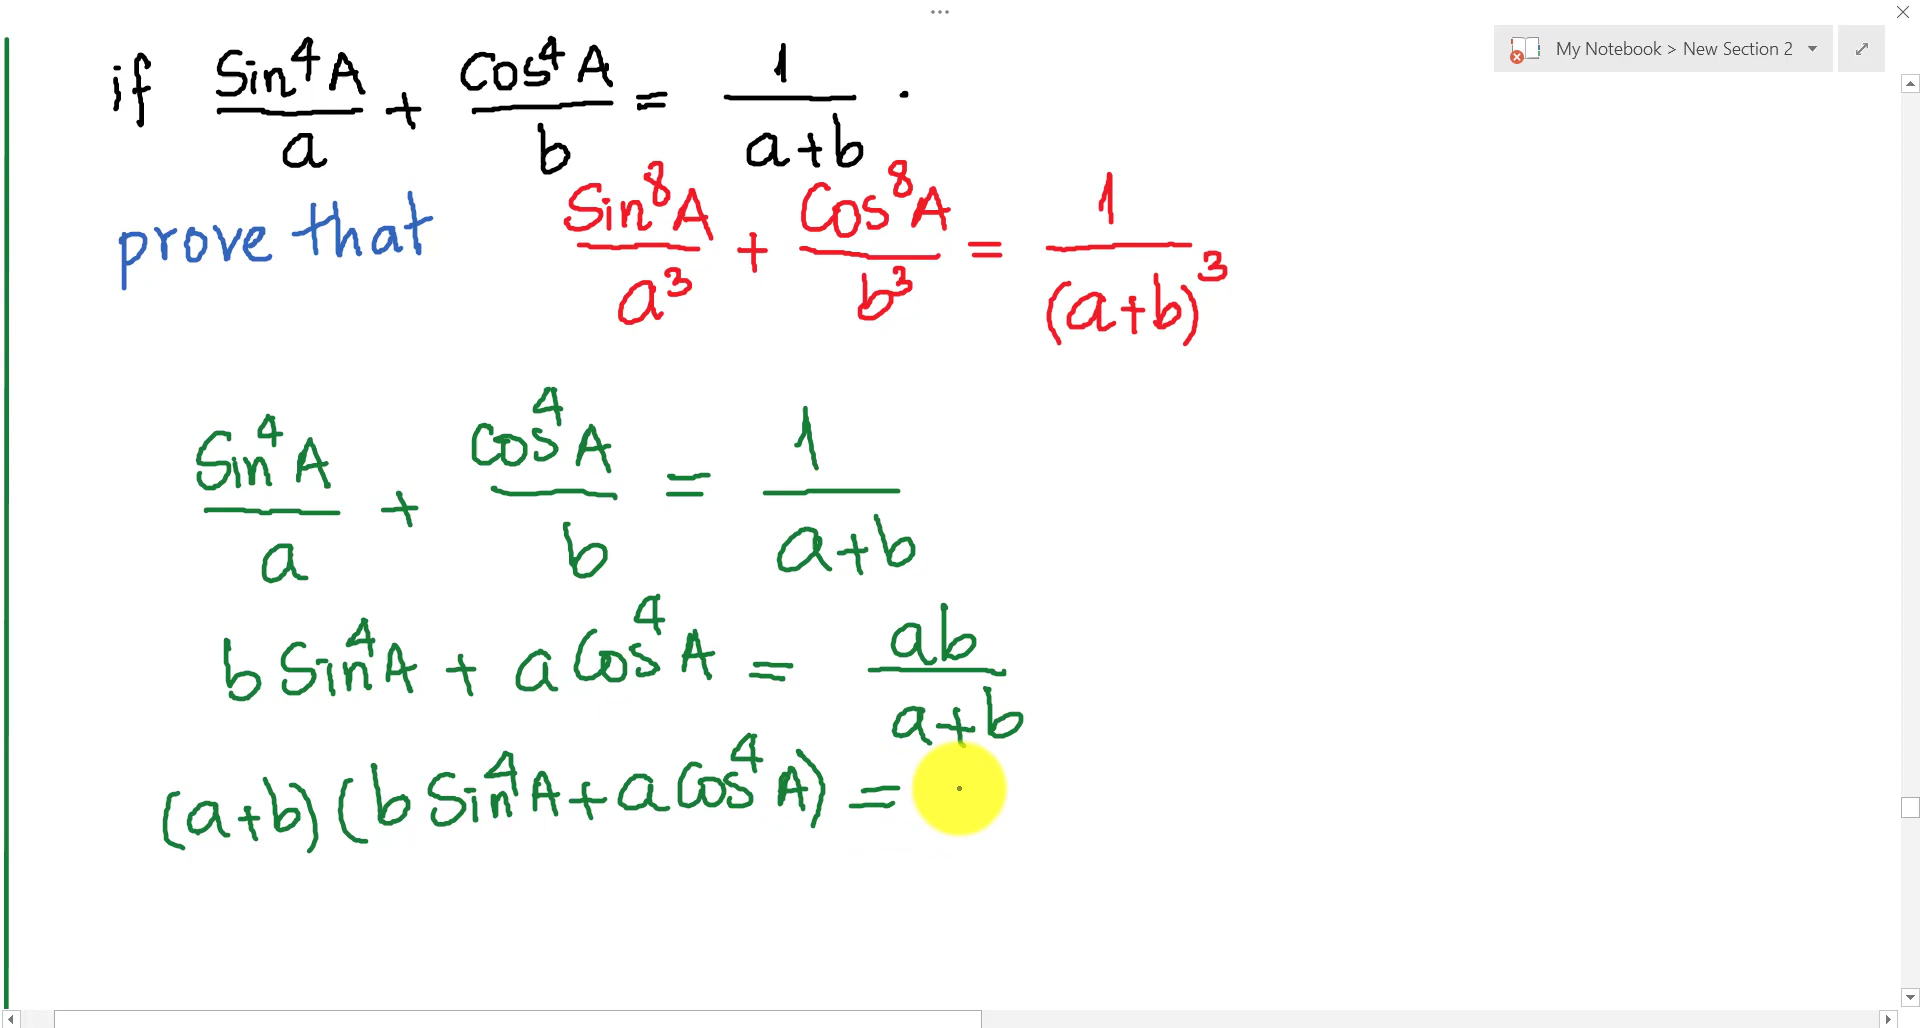 My Notebook > New Section 2
if Sin⁴A/a + Cos⁴A/b = 1/(a+b) .
prove that Sin⁸A/a³ + Cos⁸A/b³ = 1/(a+b)³
Sin⁴A/a + Cos⁴A/b = 1/(a+b)
b Sin⁴A + a Cos⁴A = ab/(a+b)
(a+b) (b Sin⁴A + a Cos⁴A) =